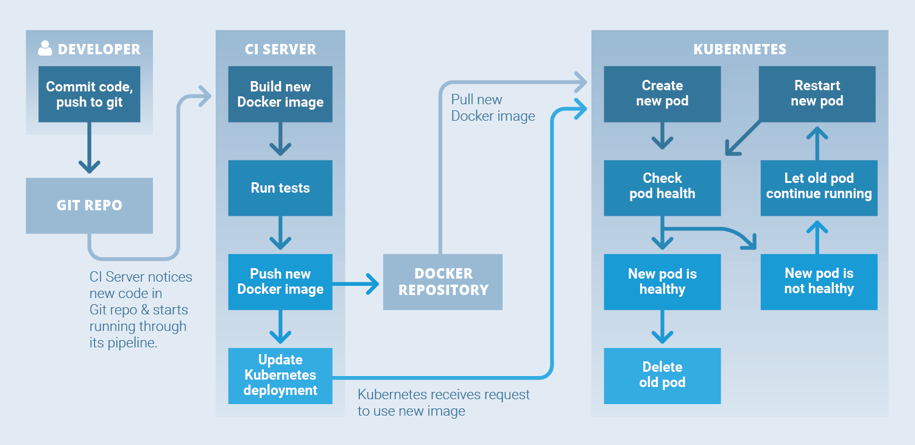 DEVELOPER
Commit code,
push to git
GIT REPO
CI Server notices
new code in
Git repo & starts
running through
its pipeline.
CI SERVER
Build new
Docker image
Run tests
Push new
Docker image
Update
Kubernetes
deployment
DOCKER
REPOSITORY
Pull new
Docker image
Kubernetes receives request
to use new image
KUBERNETES
Create
new pod
Restart
new pod
Check
pod health
Let old pod
continue running
New pod is
healthy
New pod is
not healthy
Delete
old pod